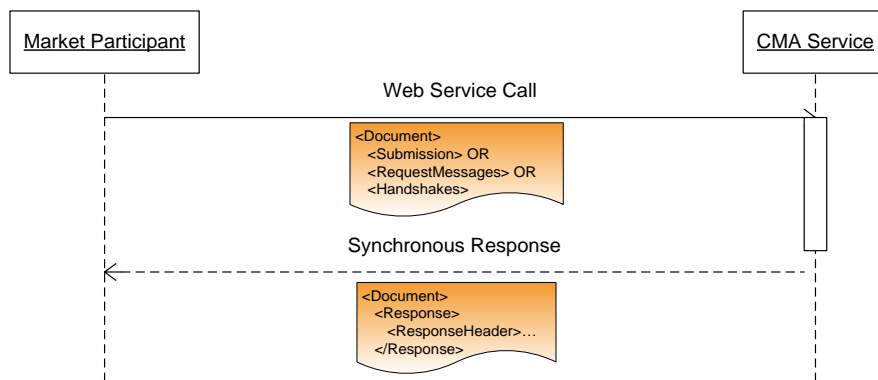 Market Participant
CMA Service
Web Service Call
<Document>
<Submission> OR
<RequestMessages> OR
<Handshakes>
Synchronous Response
<Document>
<Response>
<ResponseHeader>…
</Response>